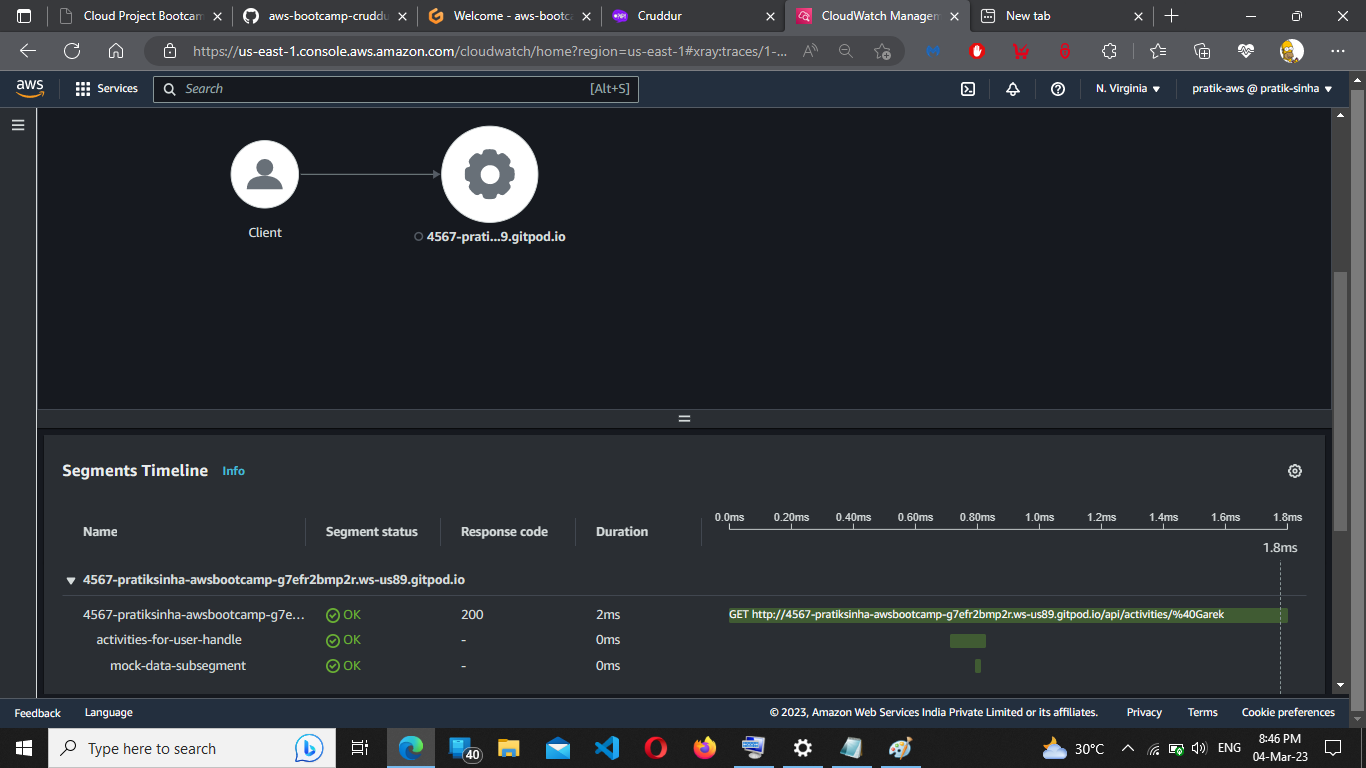 Cloud Project Bootcam
aws-bootcamp-cruddu
Welcome - aws-bootca
Cruddur
CloudWatch Managem
New tab
https://us-east-1.console.aws.amazon.com/cloudwatch/home?region=us-east-1#xray:traces/1-...
aws
Services
Search
[Alt+S]
N. Virginia
pratik-aws @ pratik-sinha
Client
4567-prati...9.gitpod.io
Segments Timeline Info
0.0ms 0.20ms 0.40ms 0.60ms 0.80ms 1.0ms 1.2ms 1.4ms 1.6ms 1.8ms
Name Segment status Response code Duration
1.8ms
4567-pratiksinha-awsbootcamp-g7efr2bmp2r.ws-us89.gitpod.io
4567-pratiksinha-awsbootcamp-g7e... OK 200 2ms GET http://4567-pratiksinha-awsbootcamp-g7efr2bmp2r.ws-us89.gitpod.io/api/activities/%40Garek
activities-for-user-handle OK - 0ms
mock-data-subsegment OK - 0ms
Feedback Language © 2023, Amazon Web Services India Private Limited or its affiliates. Privacy Terms Cookie preferences
Type here to search
40
30°C
ENG
8:46 PM
04-Mar-23